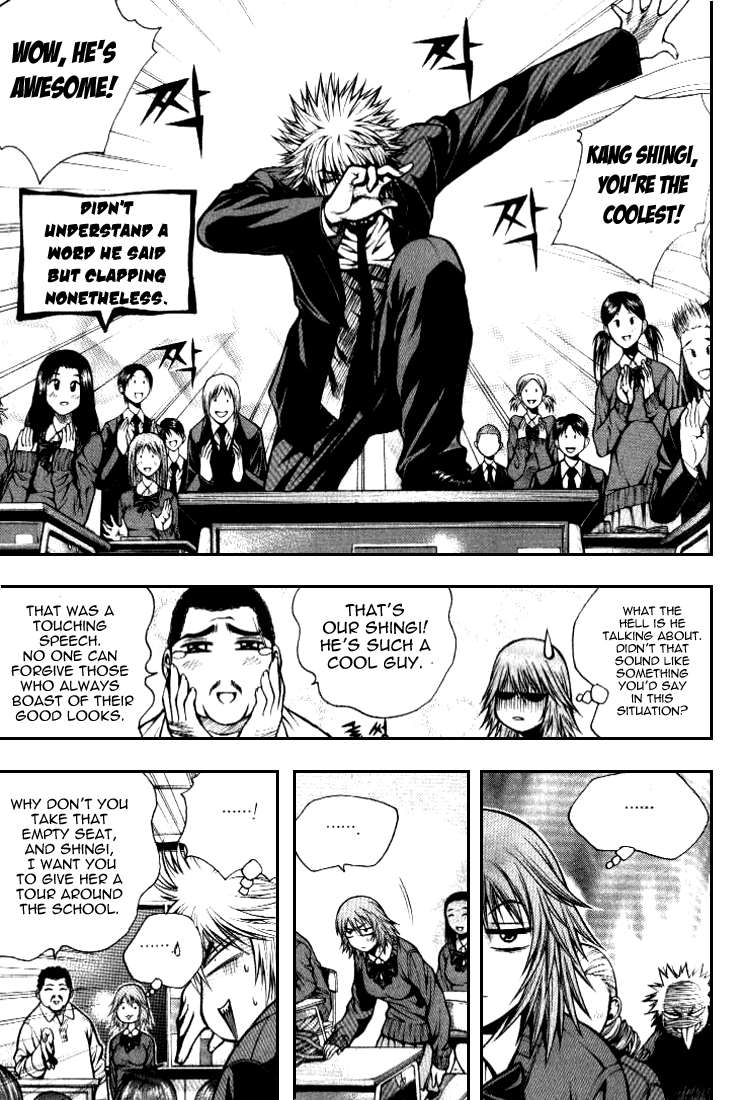 WOW, HE'S
AWESOME!
짝
짝
KANG SHINGI,
YOU'RE THE
COOLEST!
DIDN'T
UNDERSTAND A
WORD HE SAID
BUT CLAPPING
NONETHELESS.
짝
짝
THAT WAS A
TOUCHING
SPEECH.
NO ONE CAN
FORGIVE THOSE
WHO ALWAYS
BOAST OF THEIR
GOOD LOOKS.
THAT'S
OUR SHINGI!
HE'S SUCH A
COOL GUY.
WHAT THE
HELL IS HE
TALKING ABOUT.
DIDN'T THAT
SOUND LIKE
SOMETHING
YOU'D SAY
IN THIS
SITUATION?
WHY DON'T YOU
TAKE THAT
EMPTY SEAT,
AND SHINGI,
I WANT YOU
TO GIVE HER A
TOUR AROUND
THE SCHOOL.
......!
......
......
......